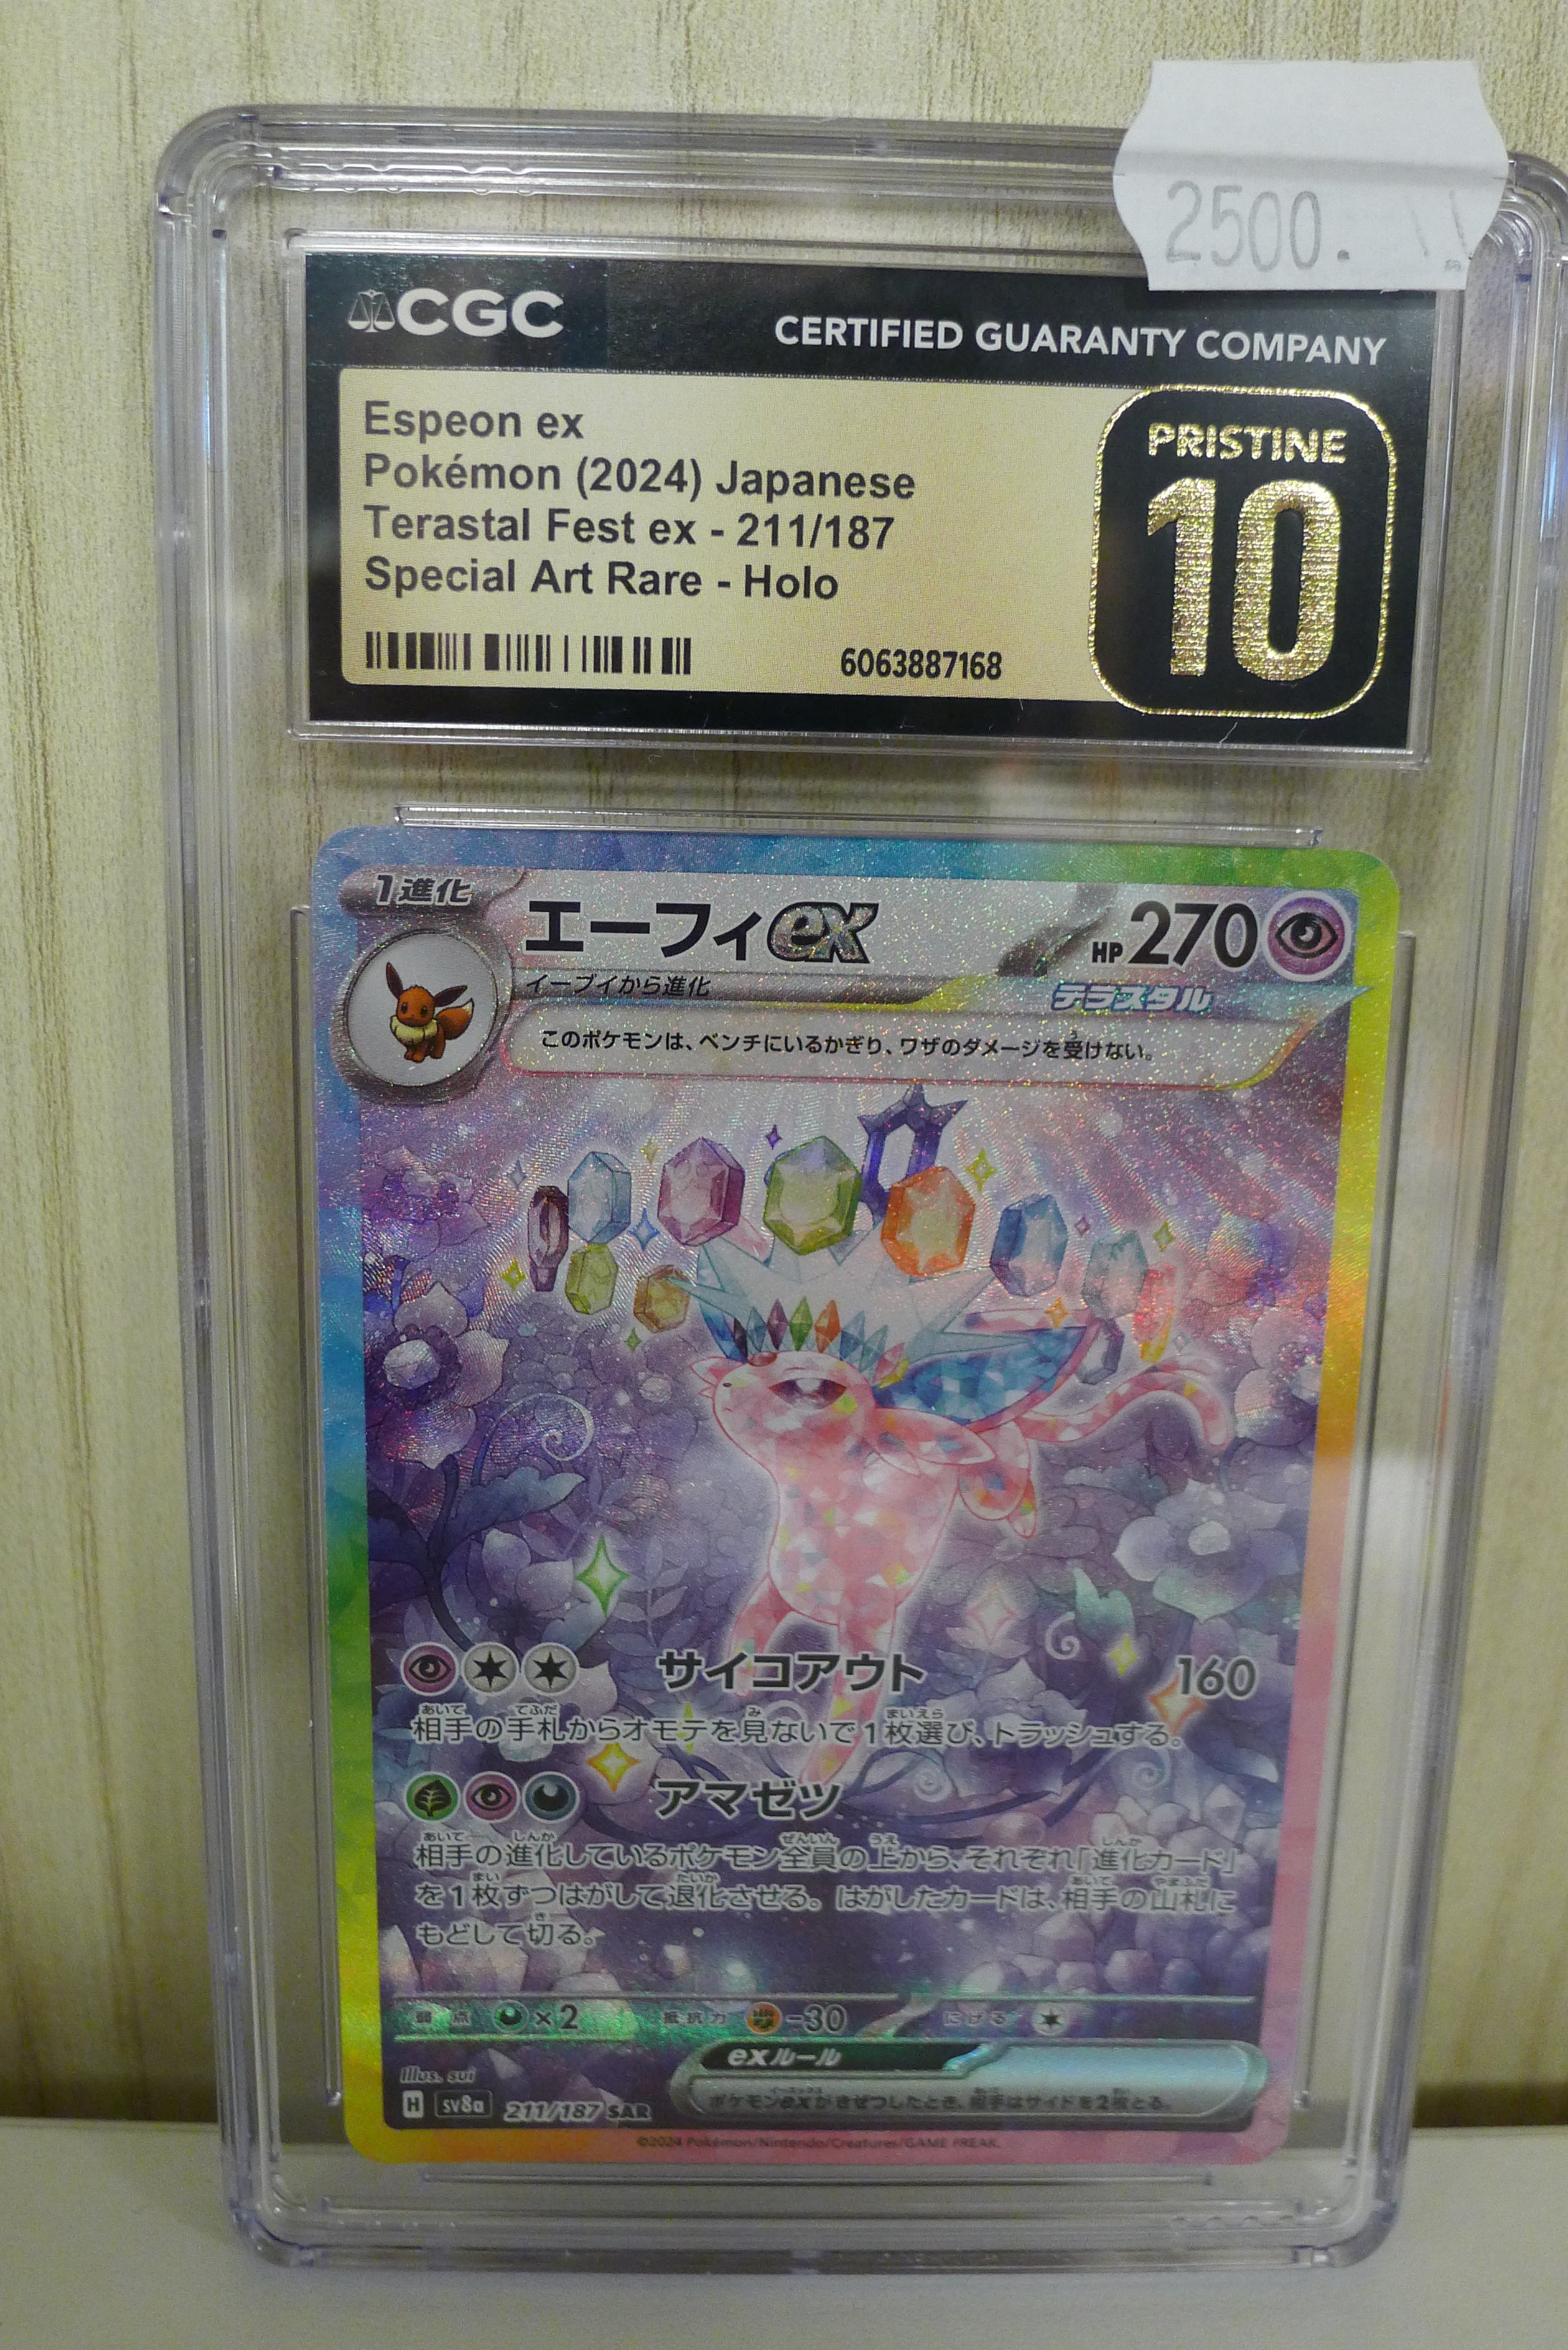 2500.
CGC
CERTIFIED GUARANTY COMPANY
Espeon ex
Pokémon (2024) Japanese
Terastal Fest ex - 211/187
Special Art Rare - Holo
6063887168
PRISTINE
10
1進化
エーフィex
HP 270
イーブイから進化
テラスタル
このポケモンは、ベンチにいるかぎり、ワザのダメージを受けない。
サイコアウト 160
相手の手札からオモテを見ないで1枚選び、トラッシュする。
アマゼツ
相手の進化しているポケモン全員の上から、それぞれ「進化カード」
を1枚ずつはがして退化させる。はがしたカードは、相手の山札に
もどして切る。
弱点 ×2 抵抗力 -30 にげる
exルール
ポケモンexがきぜつしたとき、相手はサイドを2枚とる。
Illus. sui
H sv8a 211/187 SAR
©2024 Pokémon/Nintendo/Creatures/GAME FREAK.